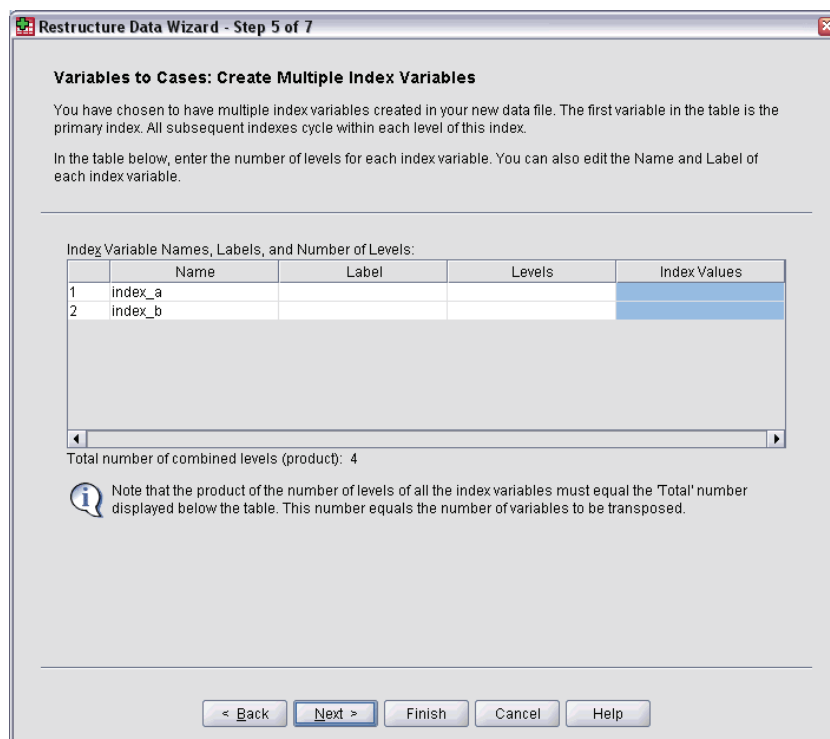 Restructure Data Wizard - Step 5 of 7
Variables to Cases: Create Multiple Index Variables
You have chosen to have multiple index variables created in your new data file. The first variable in the table is the
primary index. All subsequent indexes cycle within each level of this index.
In the table below, enter the number of levels for each index variable. You can also edit the Name and Label of
each index variable.
Index Variable Names, Labels, and Number of Levels:
Name Label Levels Index Values
1 index_a
2 index_b
Total number of combined levels (product): 4
Note that the product of the number of levels of all the index variables must equal the 'Total' number
displayed below the table. This number equals the number of variables to be transposed.
< Back Next > Finish Cancel Help